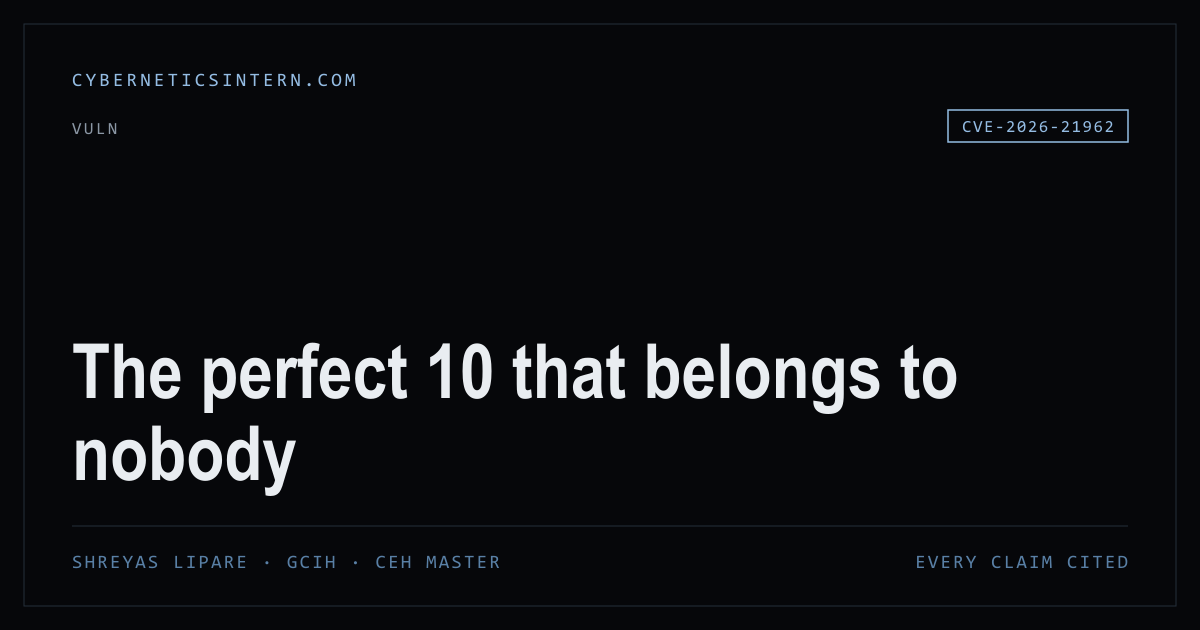 CYBERNETICSINTERN.COM
VULN
CVE-2026-21962
The perfect 10 that belongs to
nobody
SHREYAS LIPARE · GCIH · CEH MASTER
EVERY CLAIM CITED